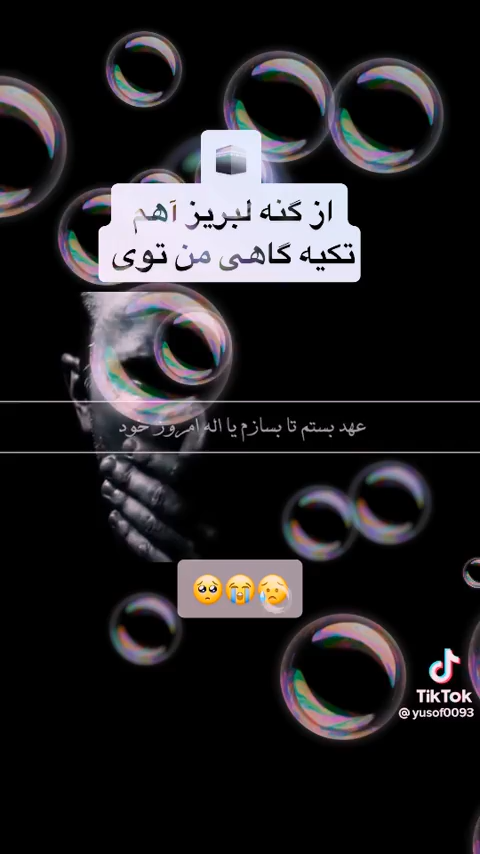 🕋
از گنه لبریز آهم
تکیه گاهی من توی
عهد بستم تا بسازم یا اله امروز خود
🥺😭😢
TikTok
@yusof0093